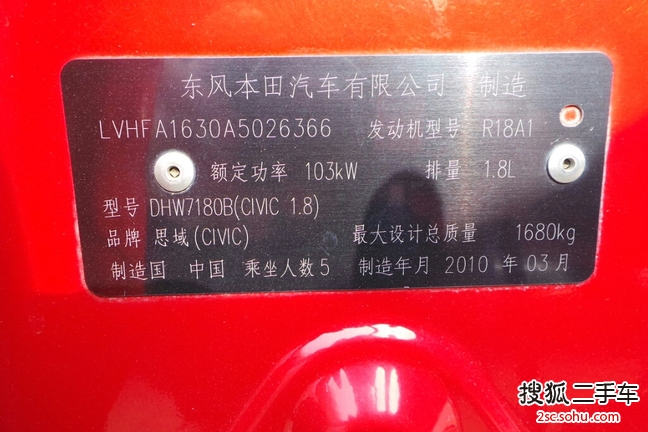 东风本田汽车有限公司 制造
LVHFA1630A5026366 发动机型号 R18A1
额定功率 103kW 排量 1.8L
型号 DHW7180B(CIVIC 1.8)
品牌 思域(CIVIC) 最大设计总质量 1680kg
制造国 中国 乘坐人数5 制造年月 2010 年 03月
搜狐二手车
2sc.sohu.com